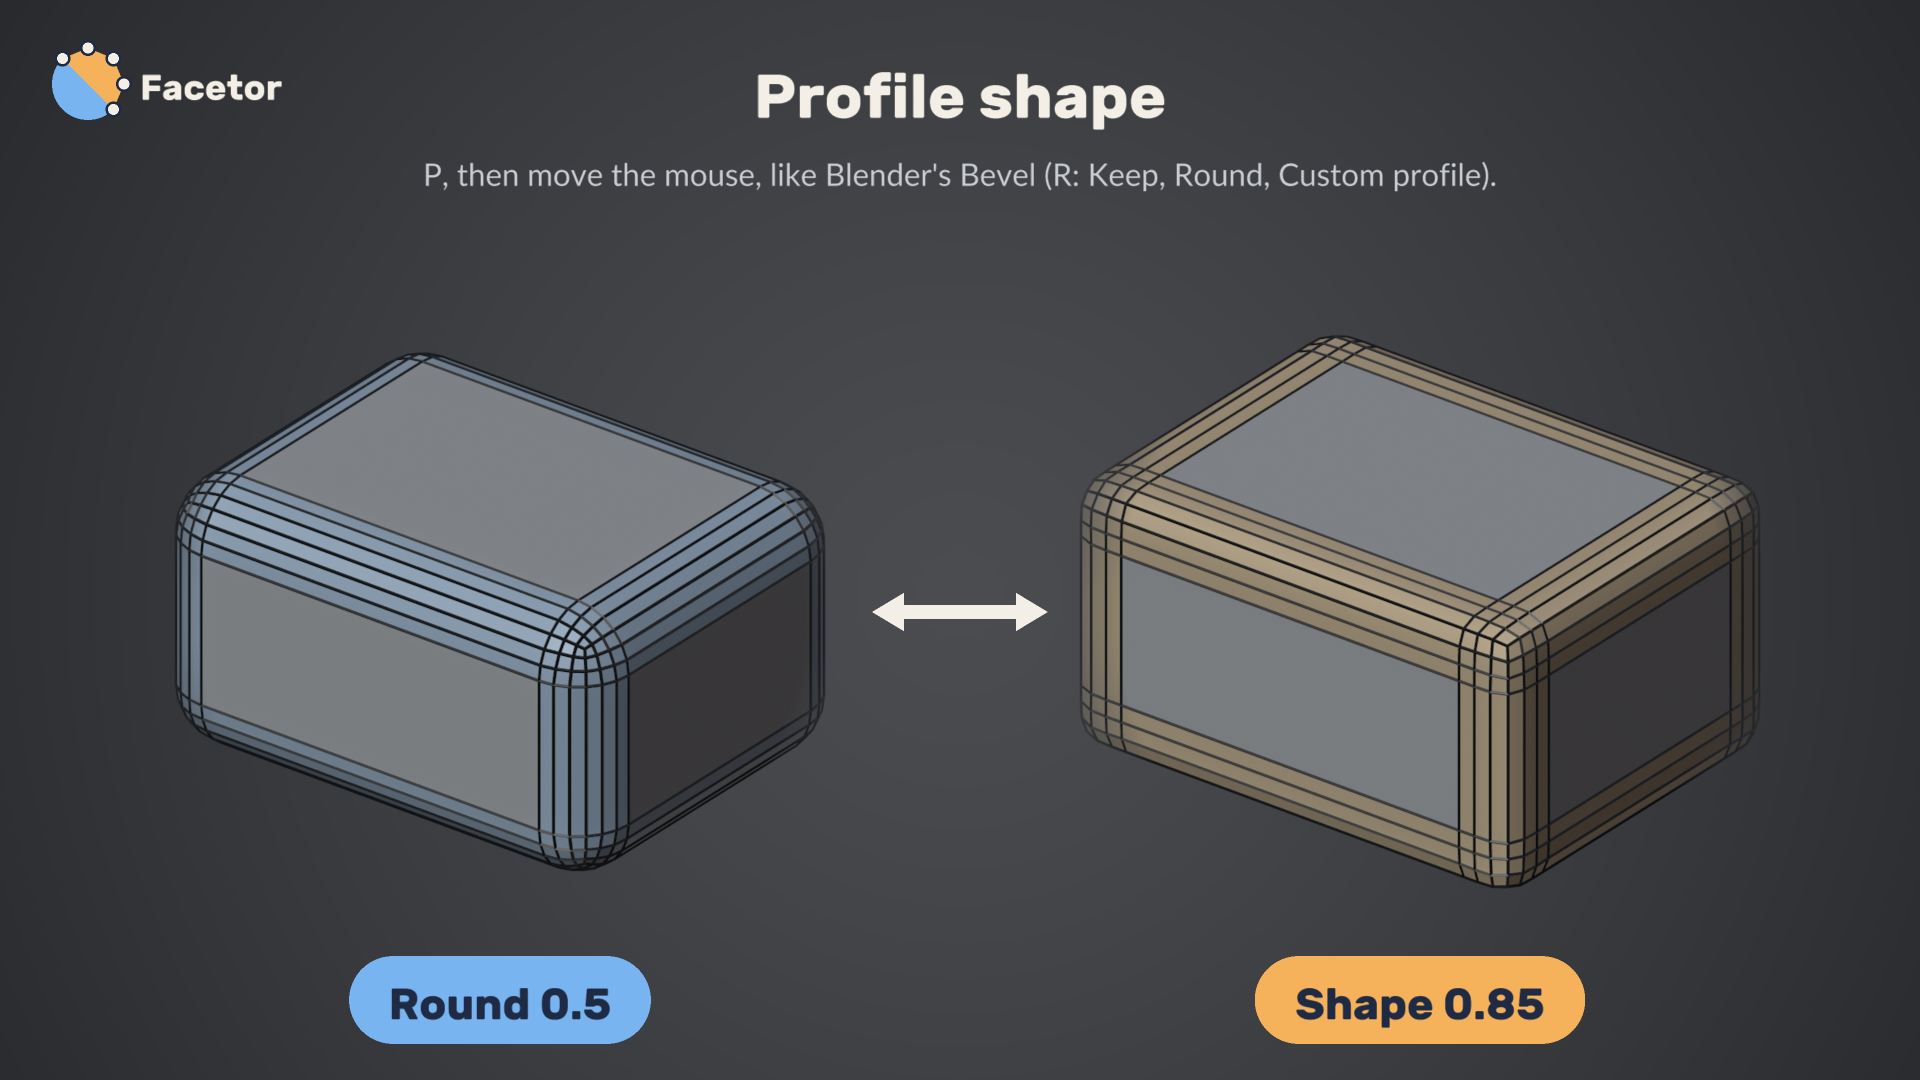 Facetor
Profile shape
P, then move the mouse, like Blender's Bevel (R: Keep, Round, Custom profile).
Round 0.5
Shape 0.85